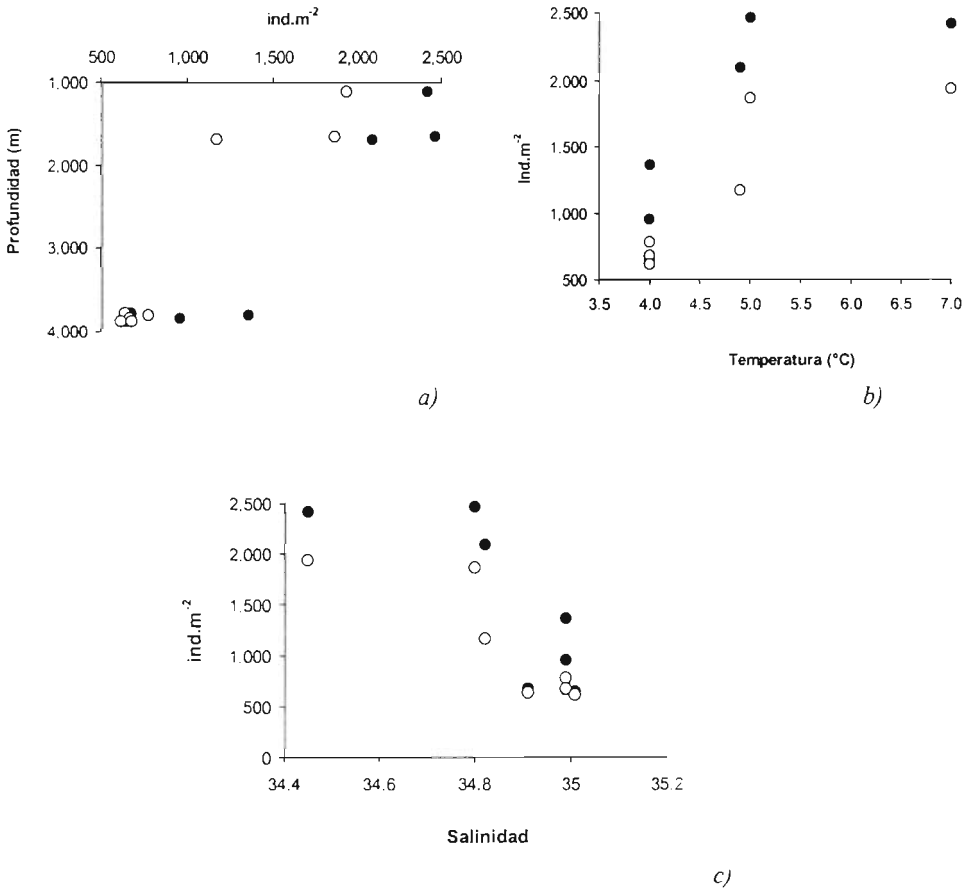 ind.m-2
500 1,000 1,500 2,000 2,500
1,000
2.000
3.000
4.000
Profundidad (m)
a)
2.500
2.000
1.500
1,000
500
Ind.m-2
3.5 4.0 4.5 5.0 5.5 6.0 6.5 7.0
Temperatura (°C)
b)
2,500
2.000
1.500
1.000
500
0
ind.m-2
34.4 34.6 34.8 35 35.2
Salinidad
c)